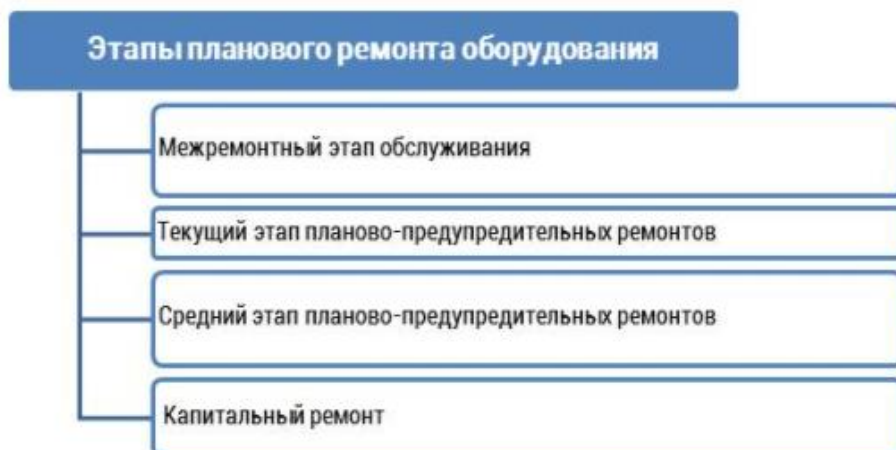 Этапы планового ремонта оборудования
Межремонтный этап обслуживания
Текущий этап планово-предупредительных ремонтов
Средний этап планово-предупредительных ремонтов
Капитальный ремонт